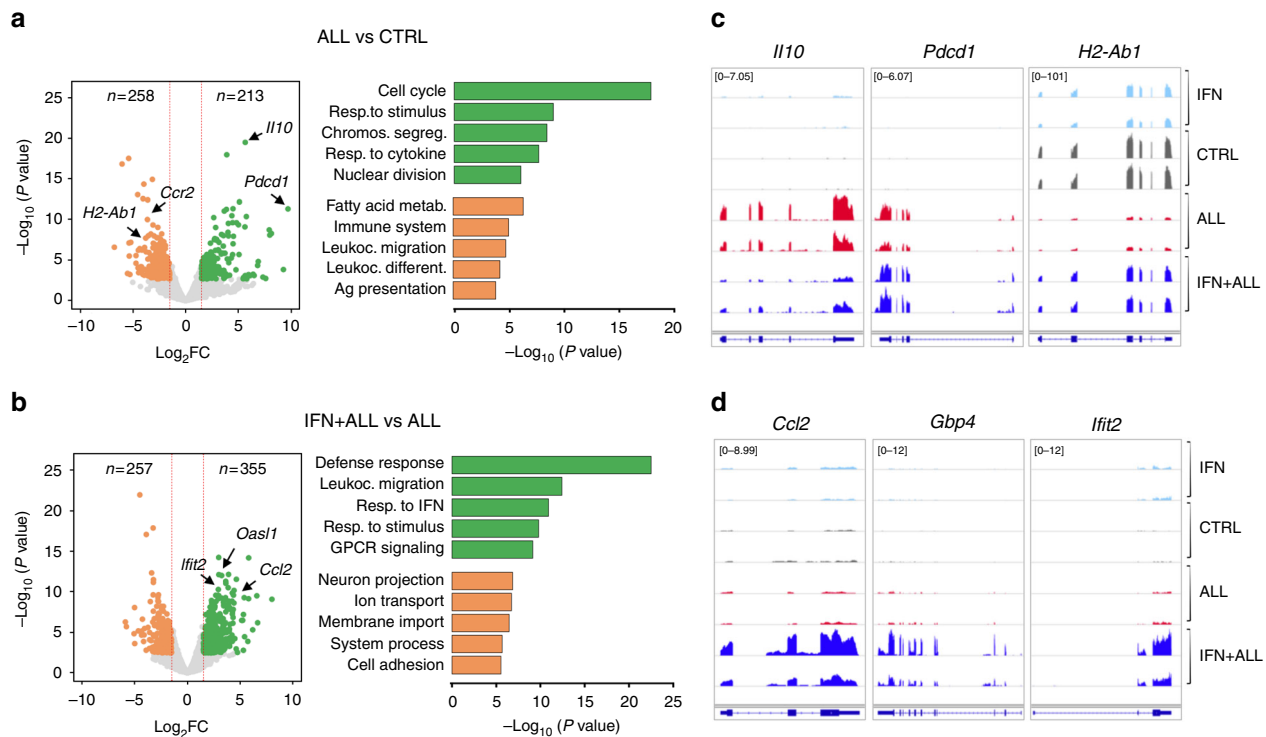 a
ALL vs CTRL
n=258
n=213
Il10
Pdcd1
Ccr2
H2-Ab1
25
20
15
10
5
0
–Log10 (P value)
–10 –5 0 5 10
Log2FC
Cell cycle
Resp.to stimulus
Chromos. segreg.
Resp. to cytokine
Nuclear division
Fatty acid metab.
Immune system
Leukoc. migration
Leukoc. different.
Ag presentation
0 5 10 15 20
–Log10 (P value)
b
IFN+ALL vs ALL
n=257
n=355
Oasl1
Ifit2
Ccl2
25
20
15
10
5
0
–Log10 (P value)
–10 –5 0 5 10
Log2FC
Defense response
Leukoc. migration
Resp. to IFN
Resp. to stimulus
GPCR signaling
Neuron projection
Ion transport
Membrane import
System process
Cell adhesion
0 5 10 15 20 25
–Log10 (P value)
c
Il10 Pdcd1 H2-Ab1
[0–7.05] [0–6.07] [0–101]
IFN
CTRL
ALL
IFN+ALL
d
Ccl2 Gbp4 Ifit2
[0–8.99] [0–12] [0–12]
IFN
CTRL
ALL
IFN+ALL